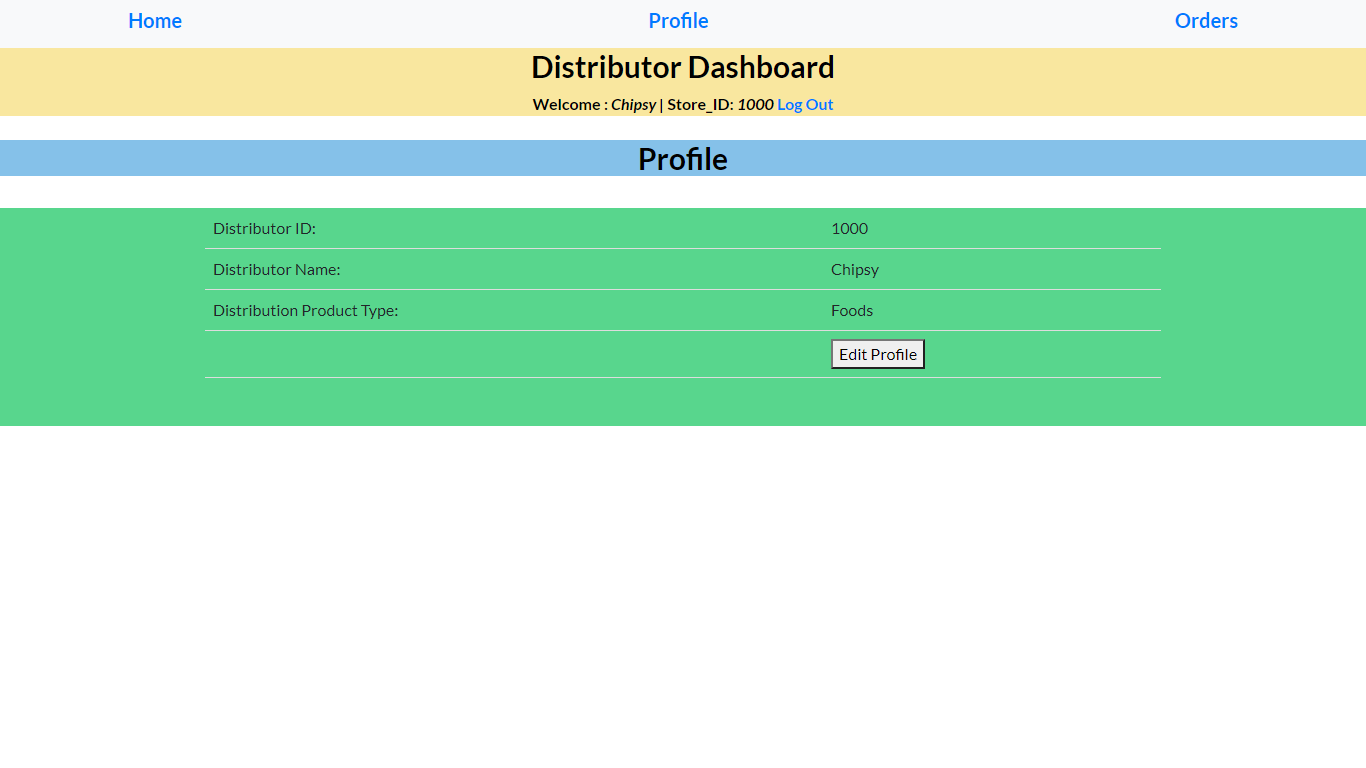 Home Profile Orders
Distributor Dashboard
Welcome : Chipsy | Store_ID: 1000 Log Out
Profile
Distributor ID: 1000
Distributor Name: Chipsy
Distribution Product Type: Foods
Edit Profile